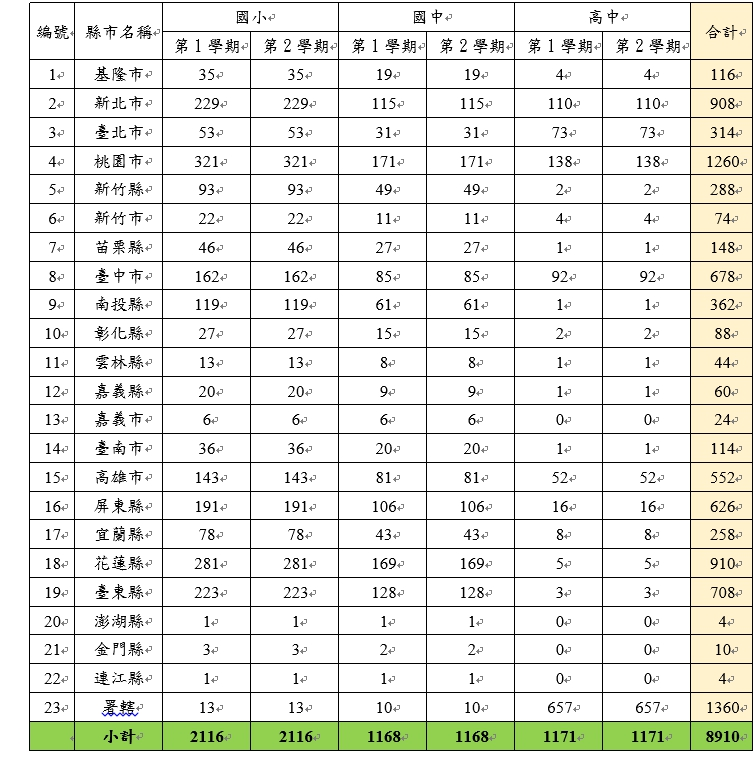 編號 縣市名稱 國小 國中 高中 合計
第1學期 第2學期 第1學期 第2學期 第1學期 第2學期
1 基隆市 35 35 19 19 4 4 116
2 新北市 229 229 115 115 110 110 908
3 臺北市 53 53 31 31 73 73 314
4 桃園市 321 321 171 171 138 138 1260
5 新竹縣 93 93 49 49 2 2 288
6 新竹市 22 22 11 11 4 4 74
7 苗栗縣 46 46 27 27 1 1 148
8 臺中市 162 162 85 85 92 92 678
9 南投縣 119 119 61 61 1 1 362
10 彰化縣 27 27 15 15 2 2 88
11 雲林縣 13 13 8 8 1 1 44
12 嘉義縣 20 20 9 9 1 1 60
13 嘉義市 6 6 6 6 0 0 24
14 臺南市 36 36 20 20 1 1 114
15 高雄市 143 143 81 81 52 52 552
16 屏東縣 191 191 106 106 16 16 626
17 宜蘭縣 78 78 43 43 8 8 258
18 花蓮縣 281 281 169 169 5 5 910
19 臺東縣 223 223 128 128 3 3 708
20 澎湖縣 1 1 1 1 0 0 4
21 金門縣 3 3 2 2 0 0 10
22 連江縣 1 1 1 1 0 0 4
23 署轄 13 13 10 10 657 657 1360
小計 2116 2116 1168 1168 1171 1171 8910